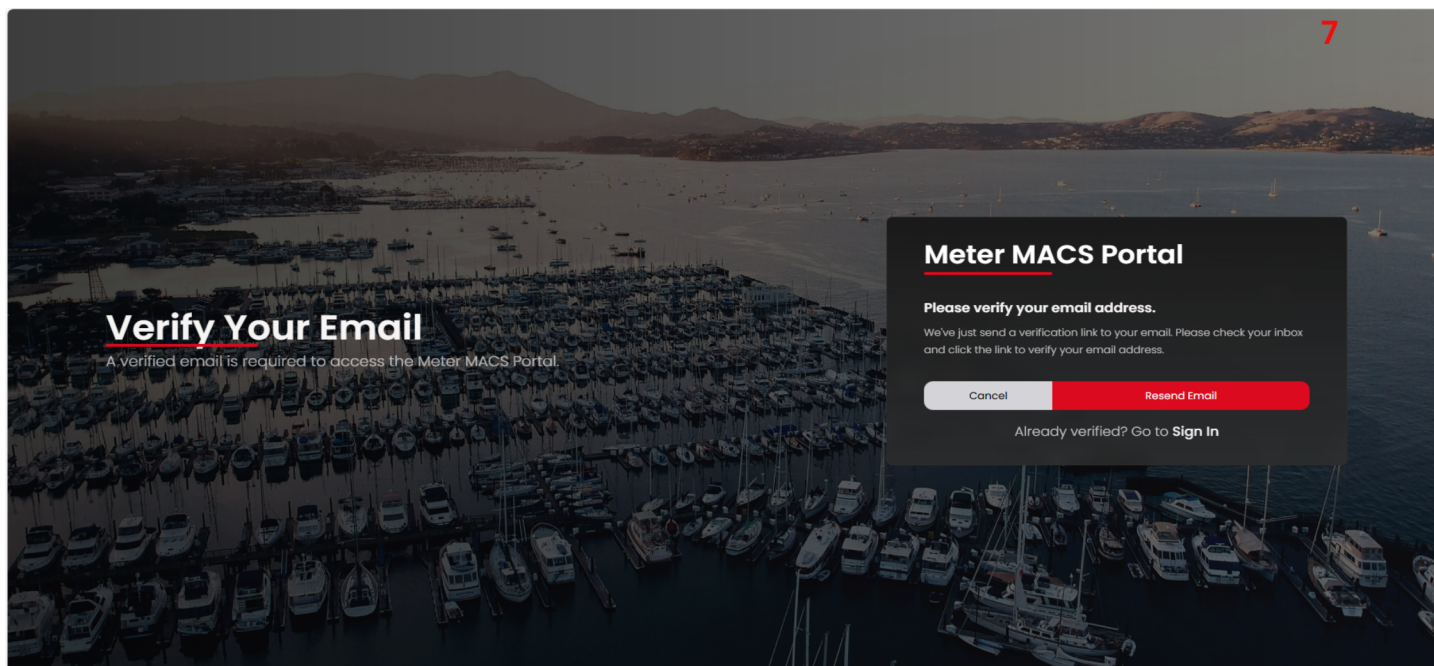 7
Verify Your Email
A verified email is required to access the Meter MACS Portal.
Meter MACS Portal
Please verify your email address.
We've just send a verification link to your email. Please check your inbox
and click the link to verify your email address.
Cancel
Resend Email
Already verified? Go to Sign In